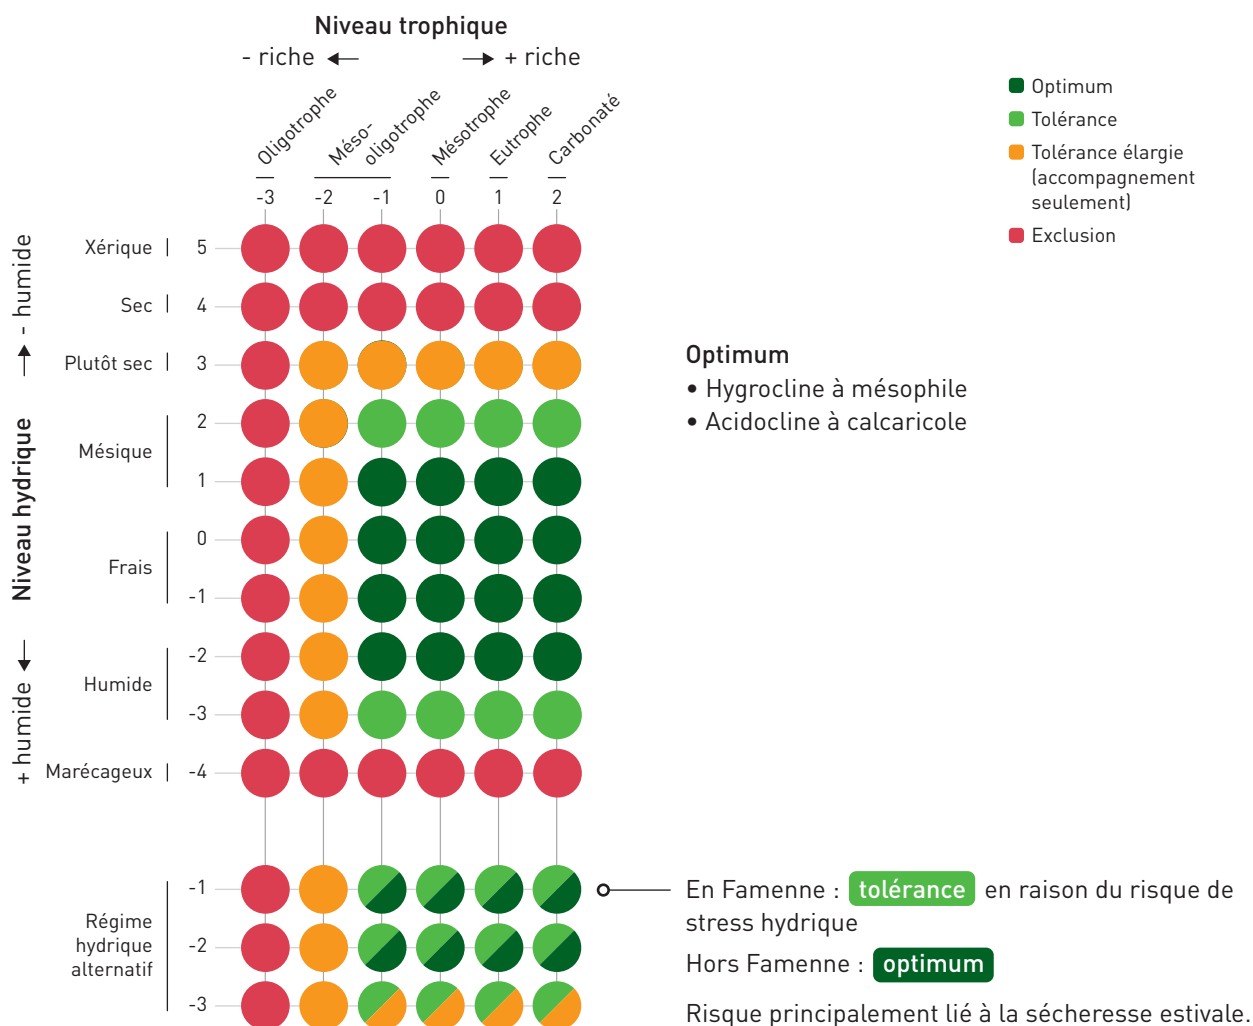 Niveau trophique
- riche ← → + riche
Oligotrophe
Méso-
oligotrophe
Mésotrophe
Eutrophe
Carbonaté
-3 -2 -1 0 1 2
Optimum
Tolérance
Tolérance élargie
(accompagnement
seulement)
Exclusion
Niveau hydrique
→ - humide
+ humide ←
Xérique 5
Sec 4
Plutôt sec 3
Mésique
2
1
Frais
0
-1
Humide
-2
-3
Marécageux -4
Optimum
• Hygrocline à mésophile
• Acidocline à calcaricole
Régime
hydrique
alternatif
-1
-2
-3
En Famenne : tolérance en raison du risque de
stress hydrique
Hors Famenne : optimum
Risque principalement lié à la sécheresse estivale.